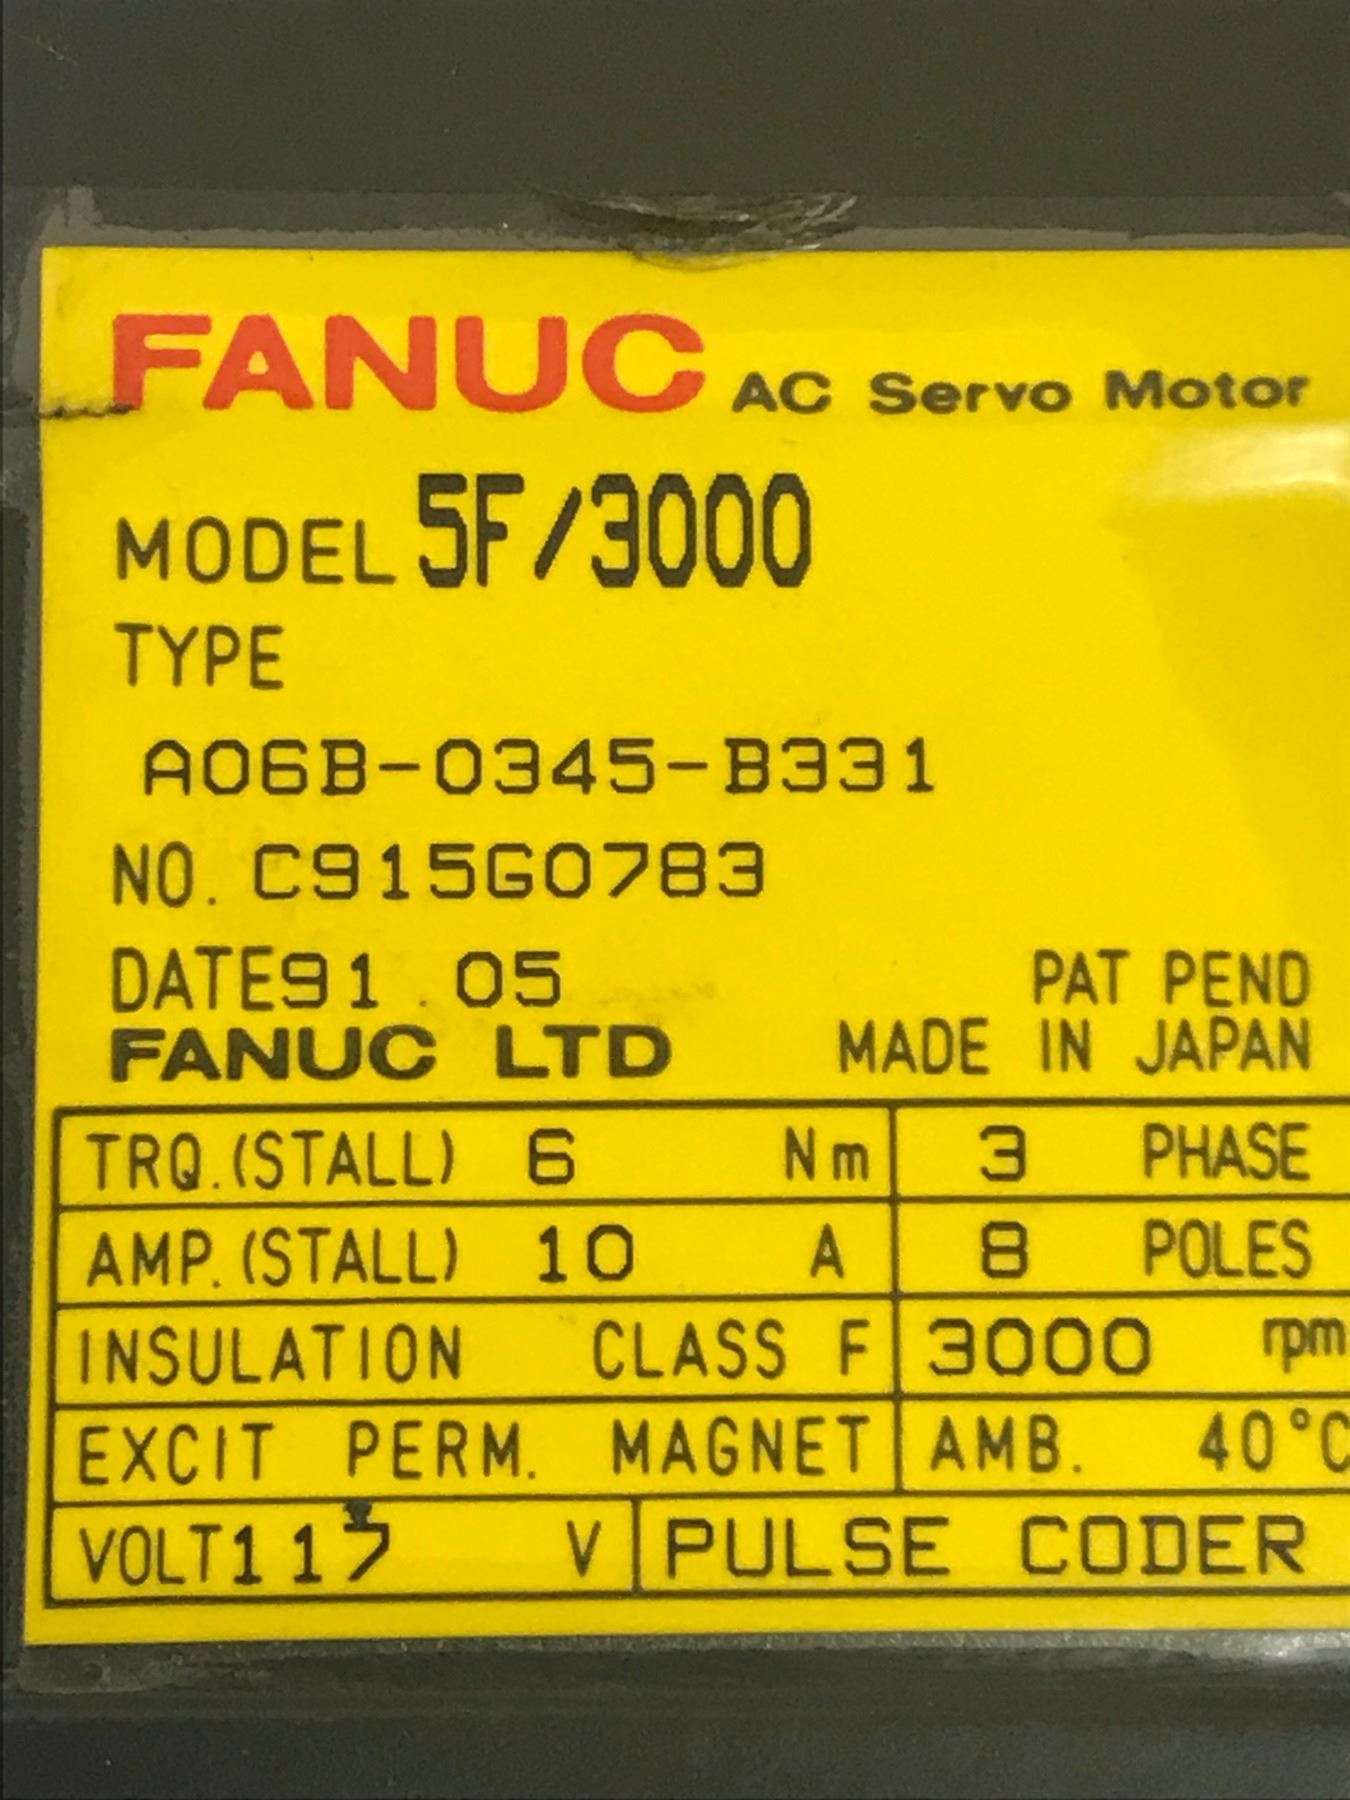 FANUC AC Servo Motor
MODEL 5F/3000
TYPE
A06B-0345-B331
NO. C915G0783
DATE 91.05 PAT PEND
FANUC LTD MADE IN JAPAN
TRQ.(STALL) 6 Nm 3 PHASE
AMP.(STALL) 10 A 8 POLES
INSULATION CLASS F 3000 rpm
EXCIT PERM. MAGNET AMB. 40°C
VOLT V PULSE CODER